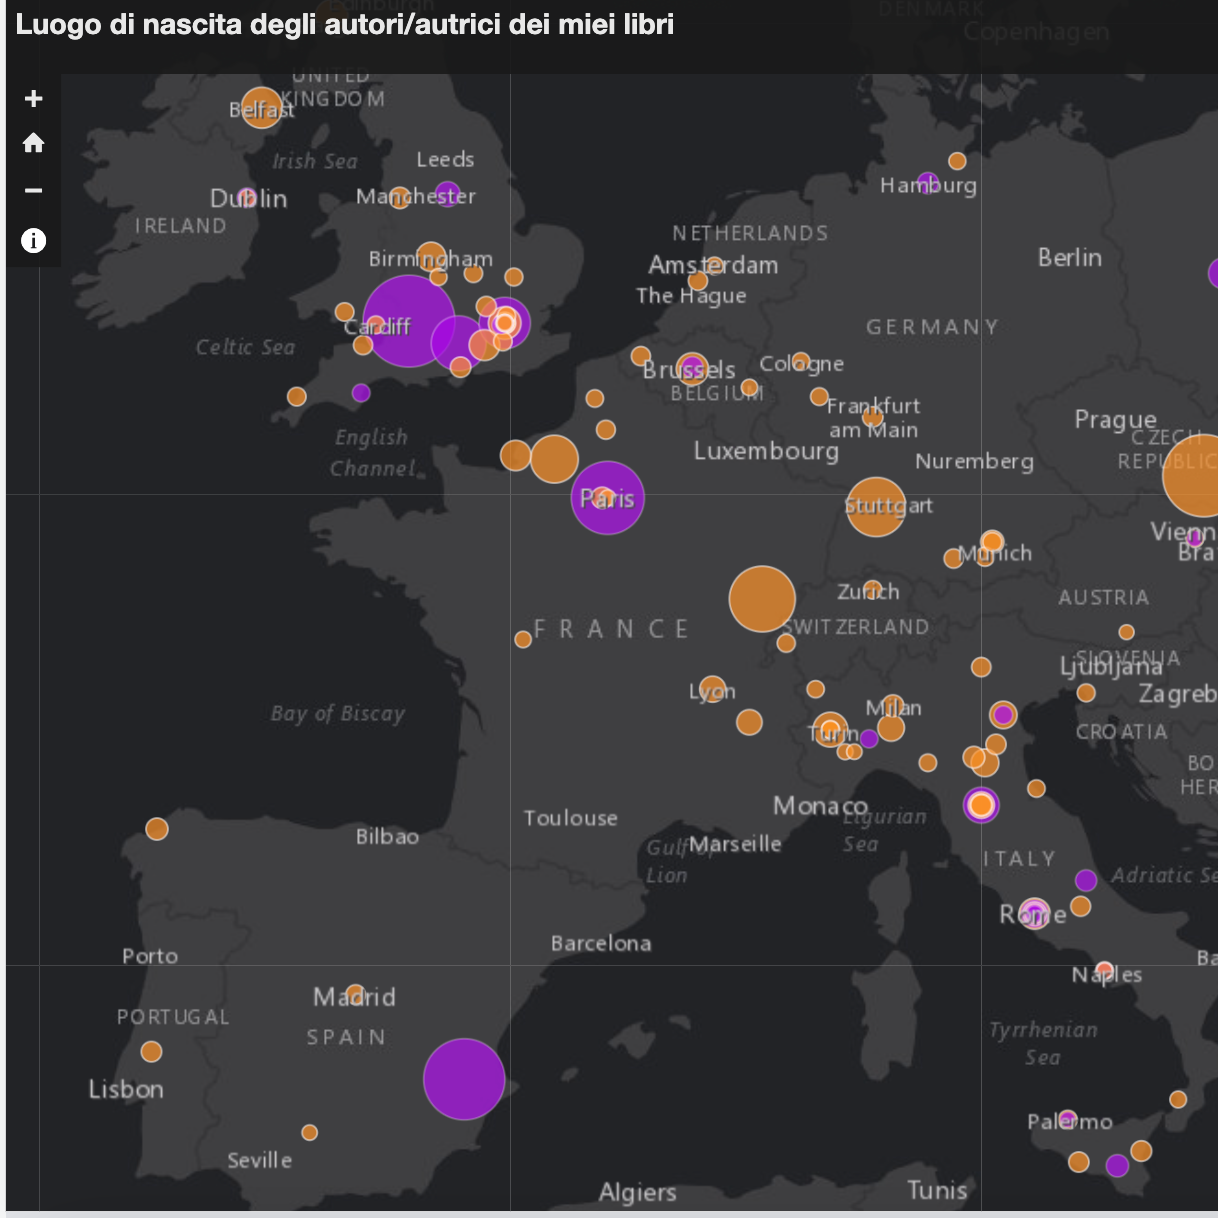 Edinburgh
DENMARK
Luogo di nascita degli autori/autrici dei miei libri
Copenhagen
UNITED
KINGDOM
Belfast
Irish Sea
Leeds
Dublin
Manchester
Hamburg
IRELAND
NETHERLANDS
Birmingham
Amsterdam
Berlin
The Hague
Cardiff
GERMANY
Celtic Sea
Brussels
Cologne
BELGIUM
Frankfurt
am Main
Prague
English
Channel
CZECH
REPUBLIC
Luxembourg
Nuremberg
Paris
Stuttgart
Vienn
Bra
Munich
Zurich
AUSTRIA
FRANCE
SWITZERLAND
SLOVENIA
Ljubljana
Lyon
Zagreb
Bay of Biscay
Milan
Turin
CROATIA
BO
HER
Monaco
Toulouse
Ligurian
Sea
Bilbao
Marseille
Gulf of
Lion
ITALY
Adriatic Se
Rome
Barcelona
Porto
Ba
Naples
Madrid
PORTUGAL
SPAIN
Tyrrhenian
Sea
Lisbon
Palermo
Seville
Algiers
Tunis